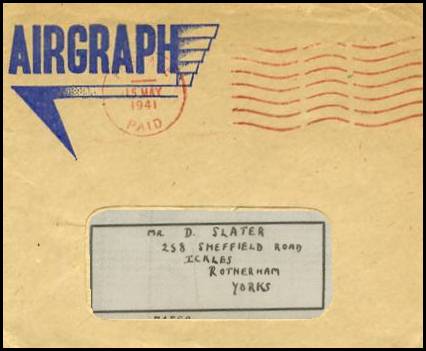 AIRGRAPH
15 MAY
1941
PAID
MR D. SLATER
258 SHEFFIELD ROAD
ICKLES
ROTHERHAM
YORKS